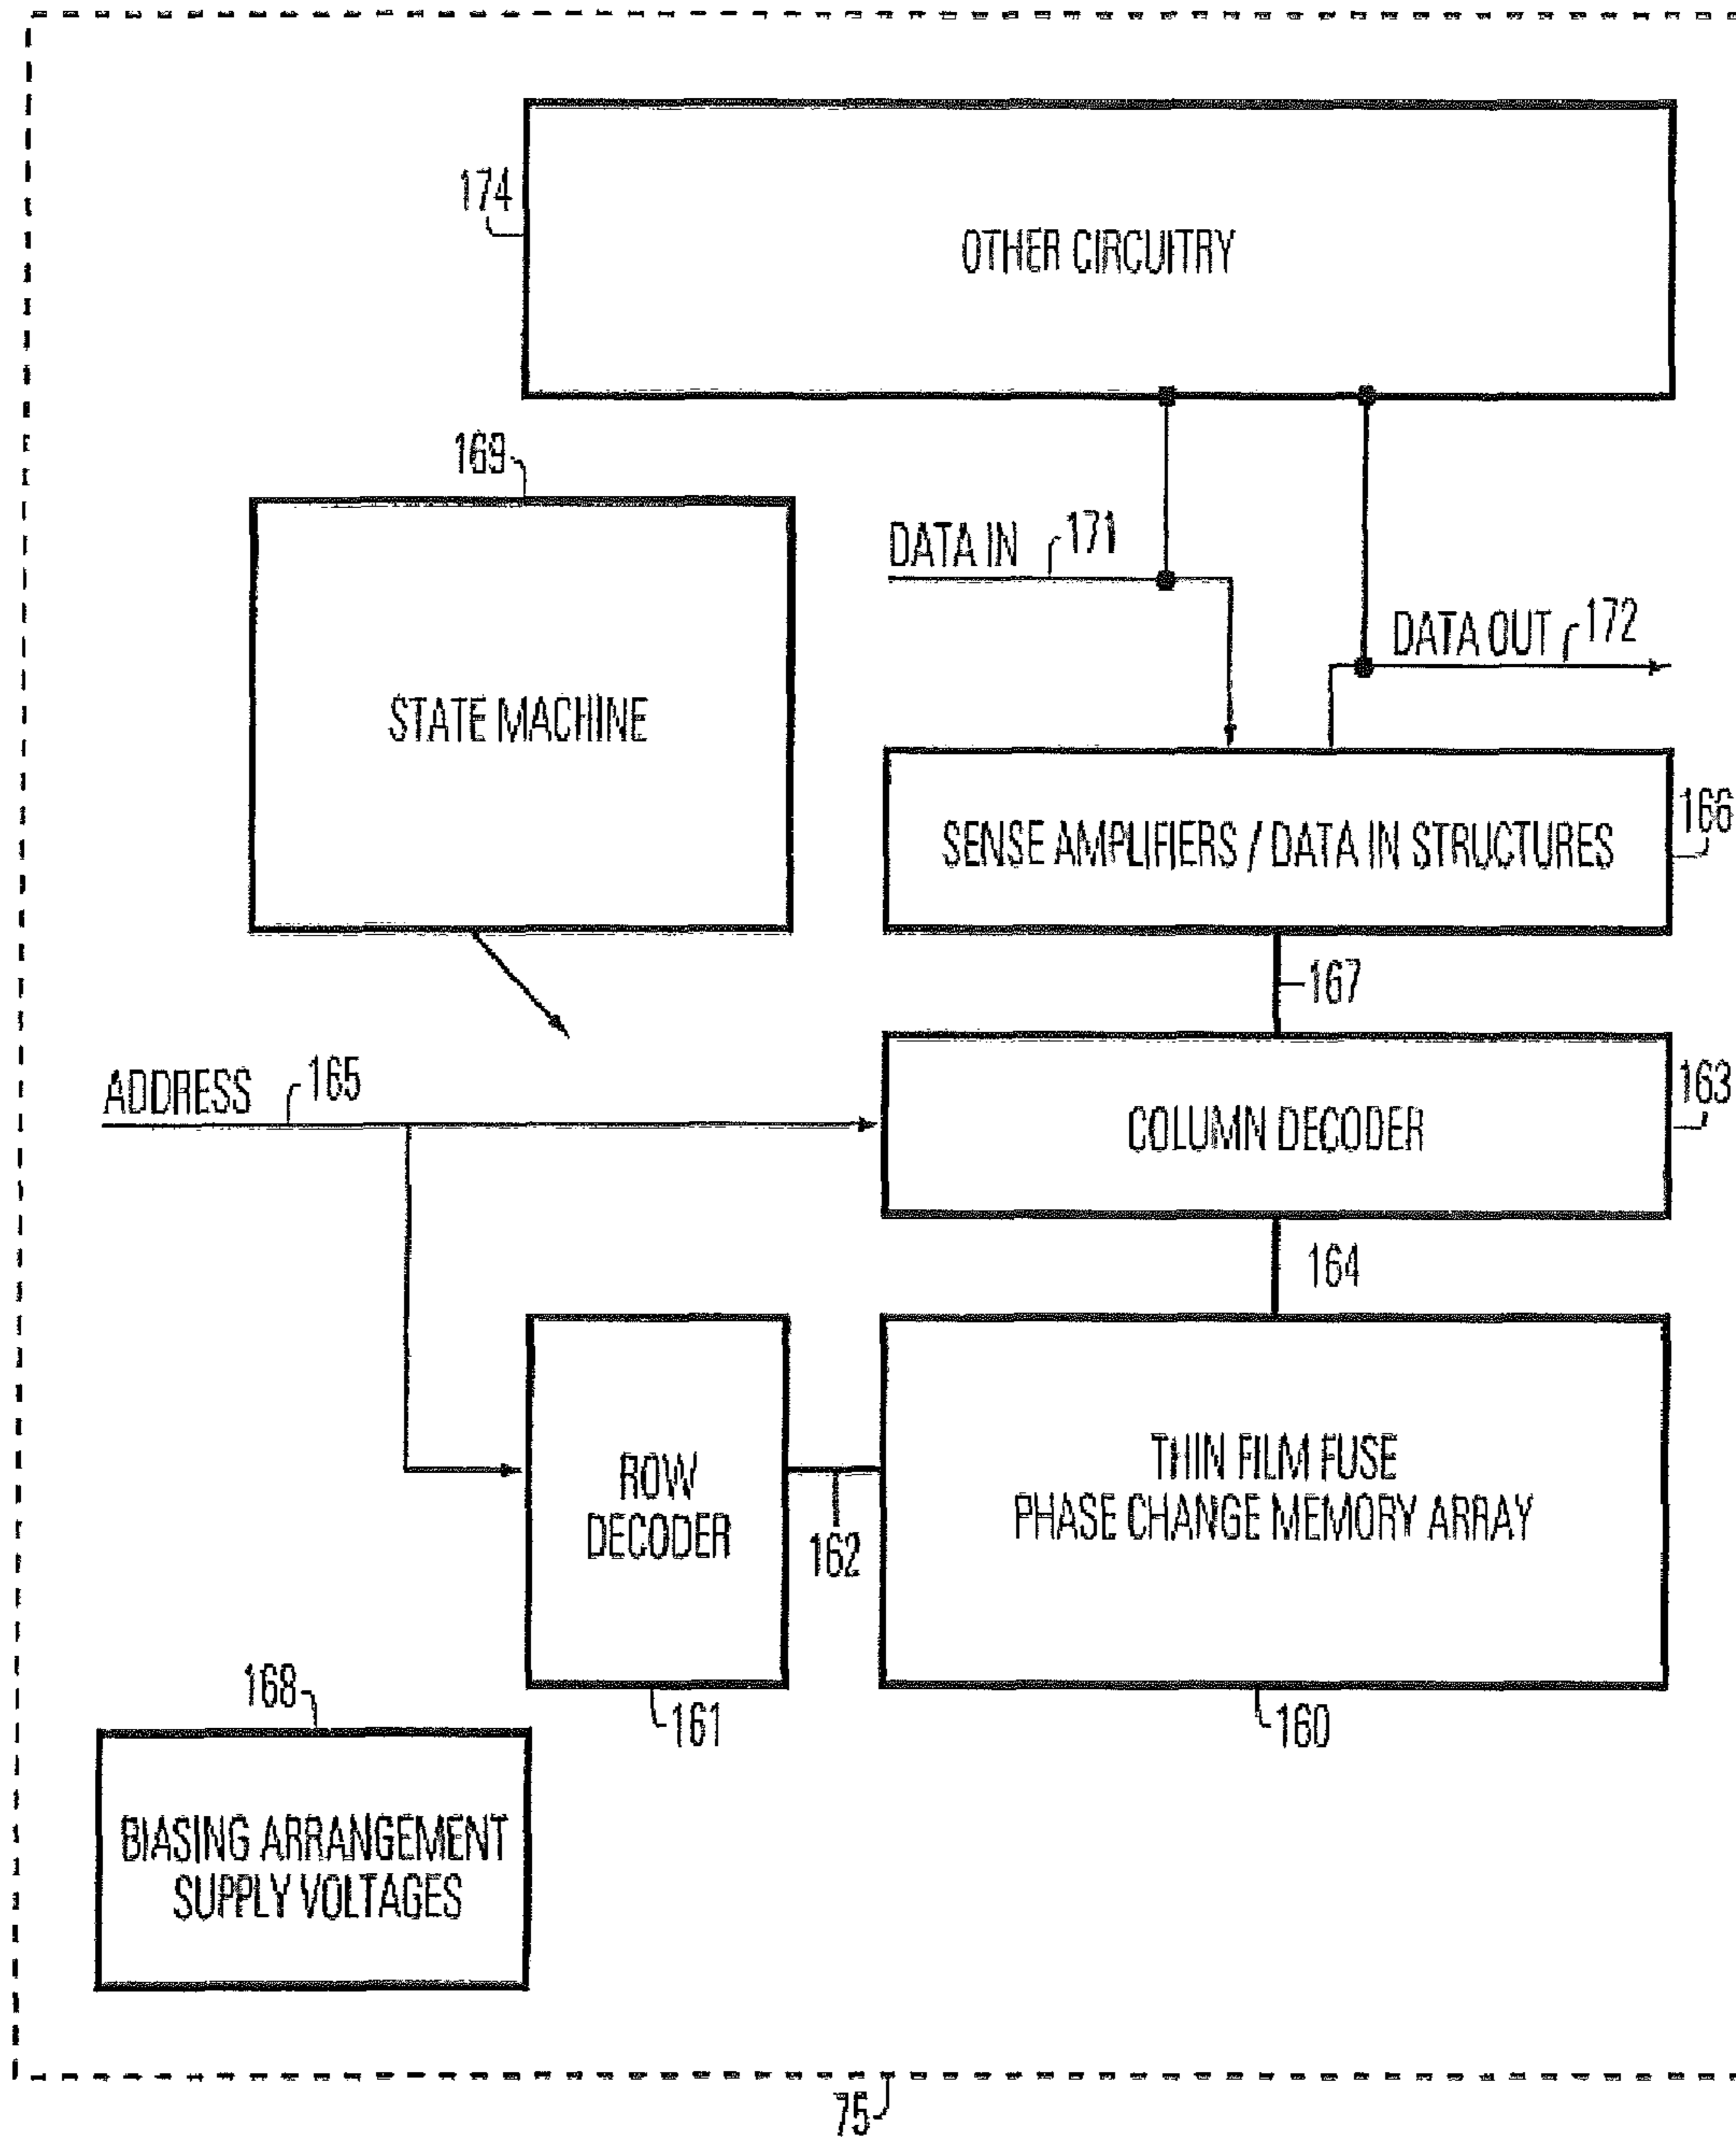 174
OTHER CIRCUITRY
169
STATE MACHINE
DATA IN
171
DATA OUT
172
SENSE AMPLIFIERS / DATA IN STRUCTURES
166
167
ADDRESS
165
COLUMN DECODER
163
164
ROW
DECODER
162
THIN FILM FUSE
PHASE CHANGE MEMORY ARRAY
161
160
168
BIASING ARRANGEMENT
SUPPLY VOLTAGES
75